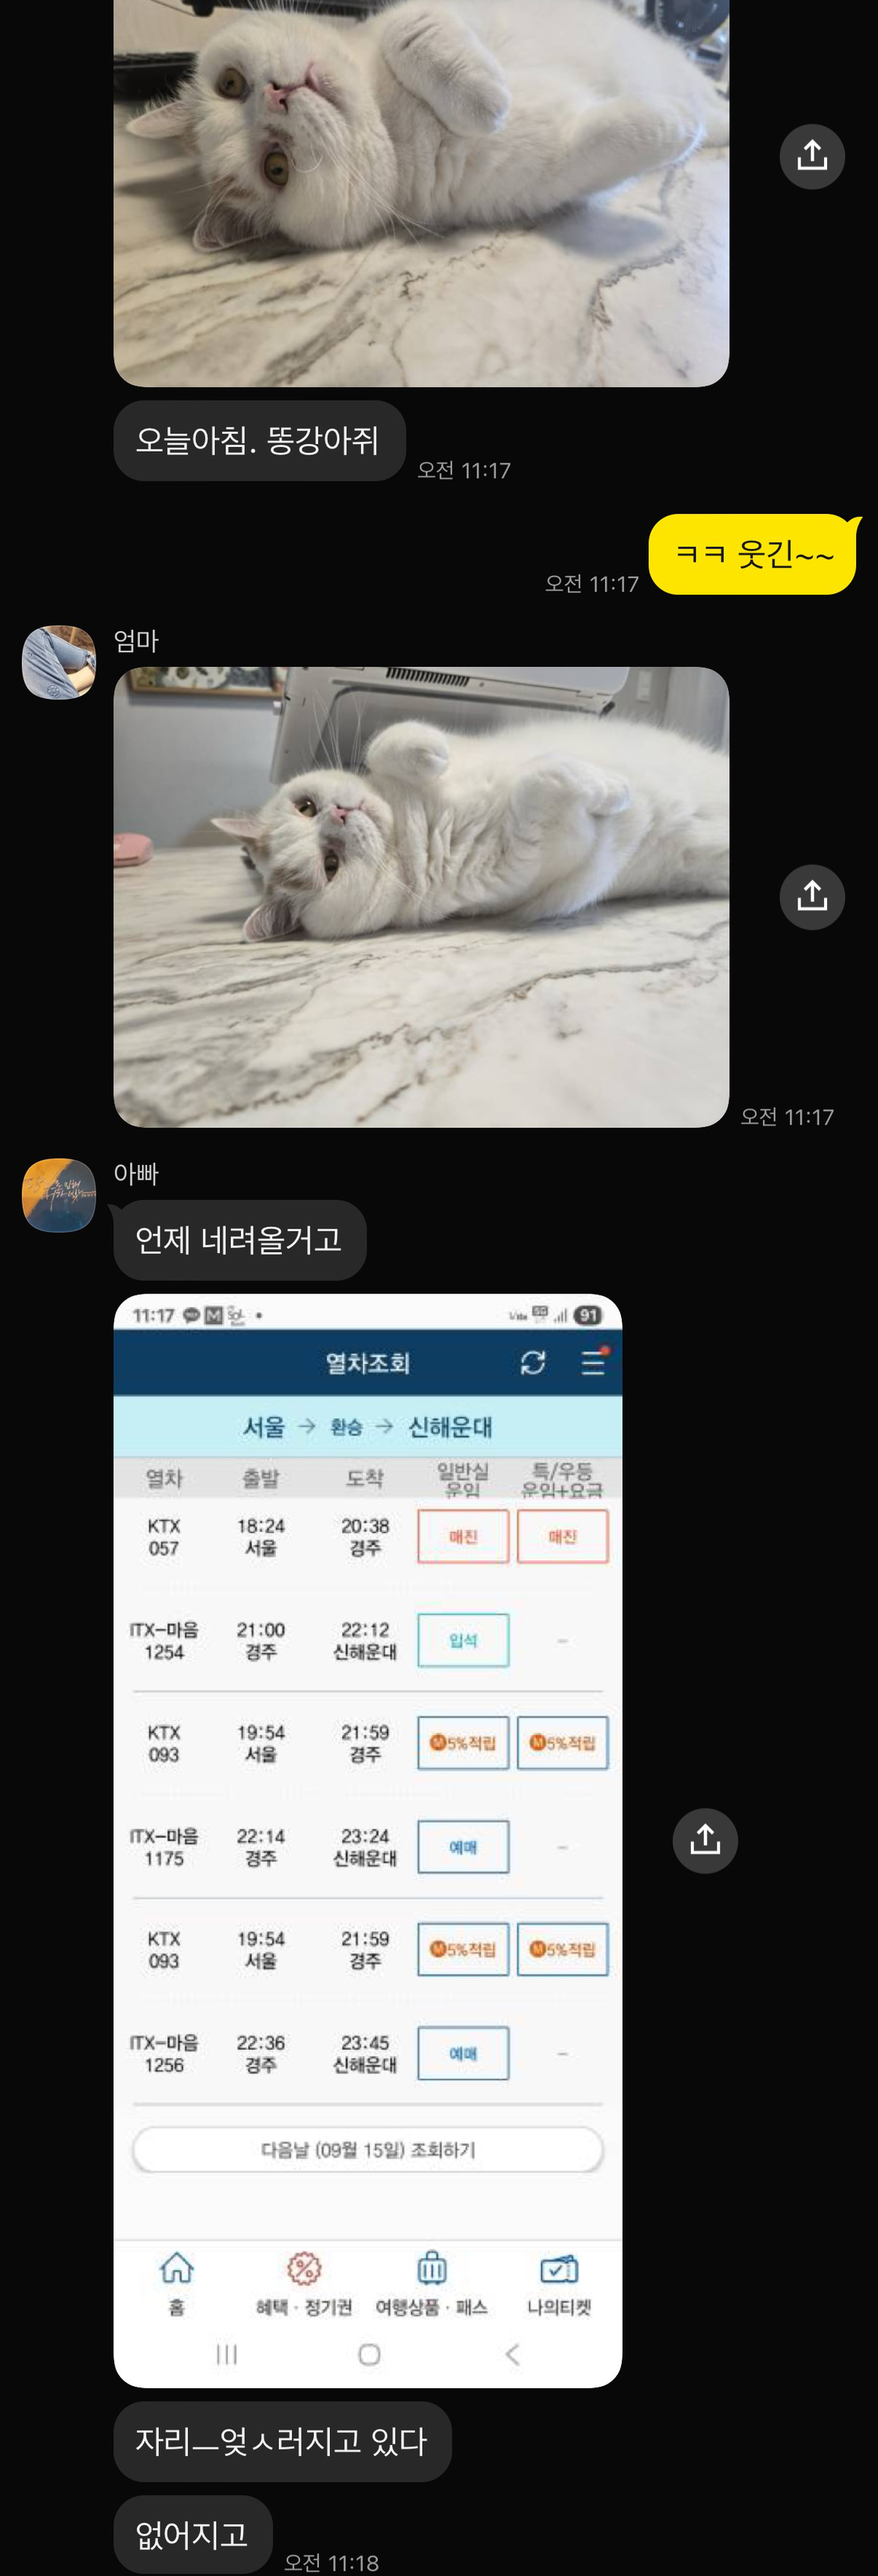 오늘아침. 똥강아쥐
오전 11:17
ㅋㅋ 웃긴~~
오전 11:17
엄마
오전 11:17
아빠
언제 네려올거고
11:17
5G
91
열차조회
서울 → 환승 → 신해운대
열차 출발 도착 일반실 운임 특/우등 운임+요금
KTX 057 18:24 서울 20:38 경주 매진 매진
ITX-마음 1254 21:00 경주 22:12 신해운대 입석 -
KTX 093 19:54 서울 21:59 경주 M5%적립 M5%적립
ITX-마음 1175 22:14 경주 23:24 신해운대 예매 -
KTX 093 19:54 서울 21:59 경주 M5%적립 M5%적립
ITX-마음 1256 22:36 경주 23:45 신해운대 예매 -
다음날 (09월 15일) 조회하기
홈 혜택 · 정기권 여행상품 · 패스 나의티켓
자리ㅡ엊ㅅ러지고 있다
없어지고
오전 11:18